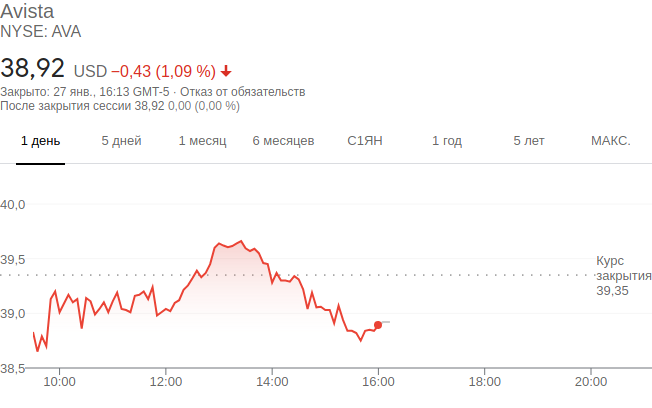 Avista
NYSE: AVA
38,92 USD −0,43 (1,09 %)
Закрыто: 27 янв., 16:13 GMT-5 · Отказ от обязательств
После закрытия сессии 38,92 0,00 (0,00 %)
1 день 5 дней 1 месяц 6 месяцев С1ЯН 1 год 5 лет МАКС.
40,0
39,5
Курс
закрытия
39,35
39,0
38,5
10:00 12:00 14:00 16:00 18:00 20:00